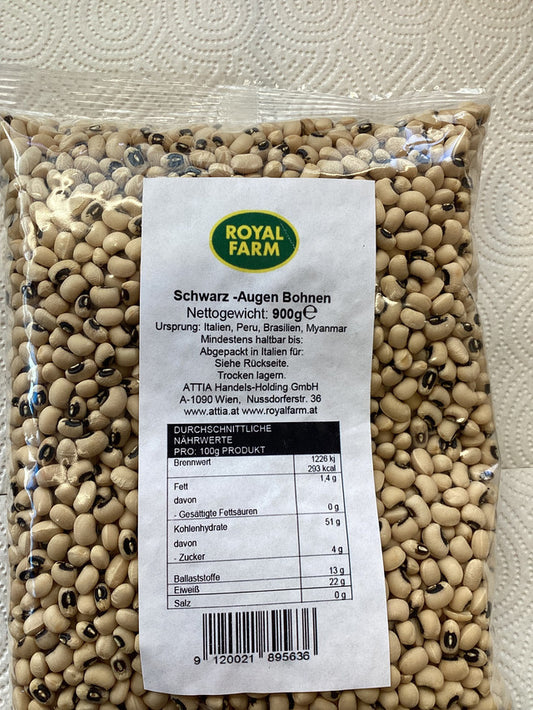 ROYAL
FARM
Schwarz -Augen Bohnen
Nettogewicht: 900g℮
Ursprung: Italien, Peru, Brasilien, Myanmar
Mindestens haltbar bis:
Abgepackt in Italien für:
Siehe Rückseite.
Trocken lagern.
ATTIA Handels-Holding GmbH
A-1090 Wien, Nussdorferstr. 36
www.attia.at www.royalfarm.at
DURCHSCHNITTLICHE
NÄHRWERTE
PRO: 100g PRODUKT
Brennwert 1226 kj
293 kcal
Fett 1,4 g
davon
- Gesättigte Fettsäuren 0 g
Kohlenhydrate 51 g
davon
- Zucker 4 g
Ballaststoffe 13 g
Eiweiß 22 g
Salz 0 g
9 120021 895636